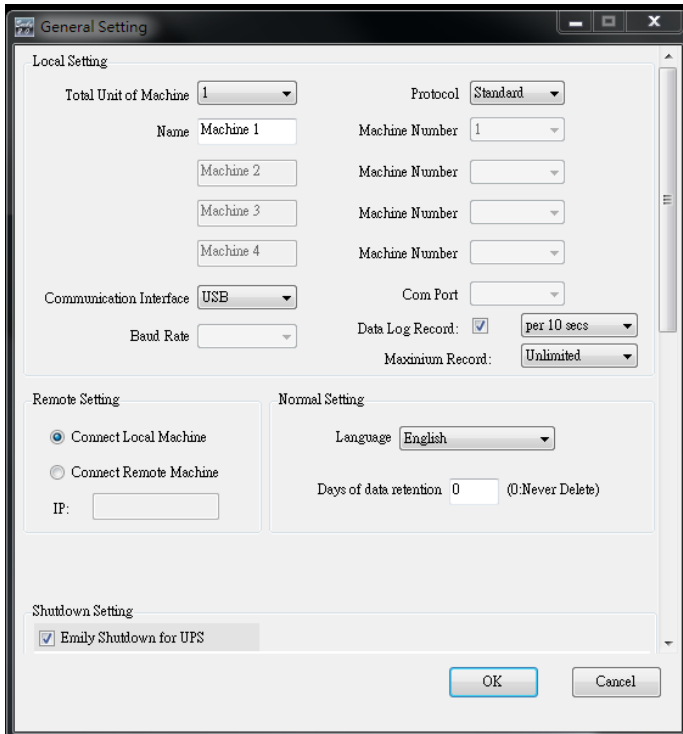 General Setting
Local Setting
Total Unit of Machine 1 Protocol Standard
Name Machine 1 Machine Number 1
Machine 2 Machine Number
Machine 3 Machine Number
Machine 4 Machine Number
Communication Interface USB Com Port
Baud Rate Data Log Record: per 10 secs
Maxinium Record: Unlimited
Remote Setting
Connect Local Machine
Connect Remote Machine
IP:
Normal Setting
Language English
Days of data retention 0 (0:Never Delete)
Shutdown Setting
Emily Shutdown for UPS
OK Cancel